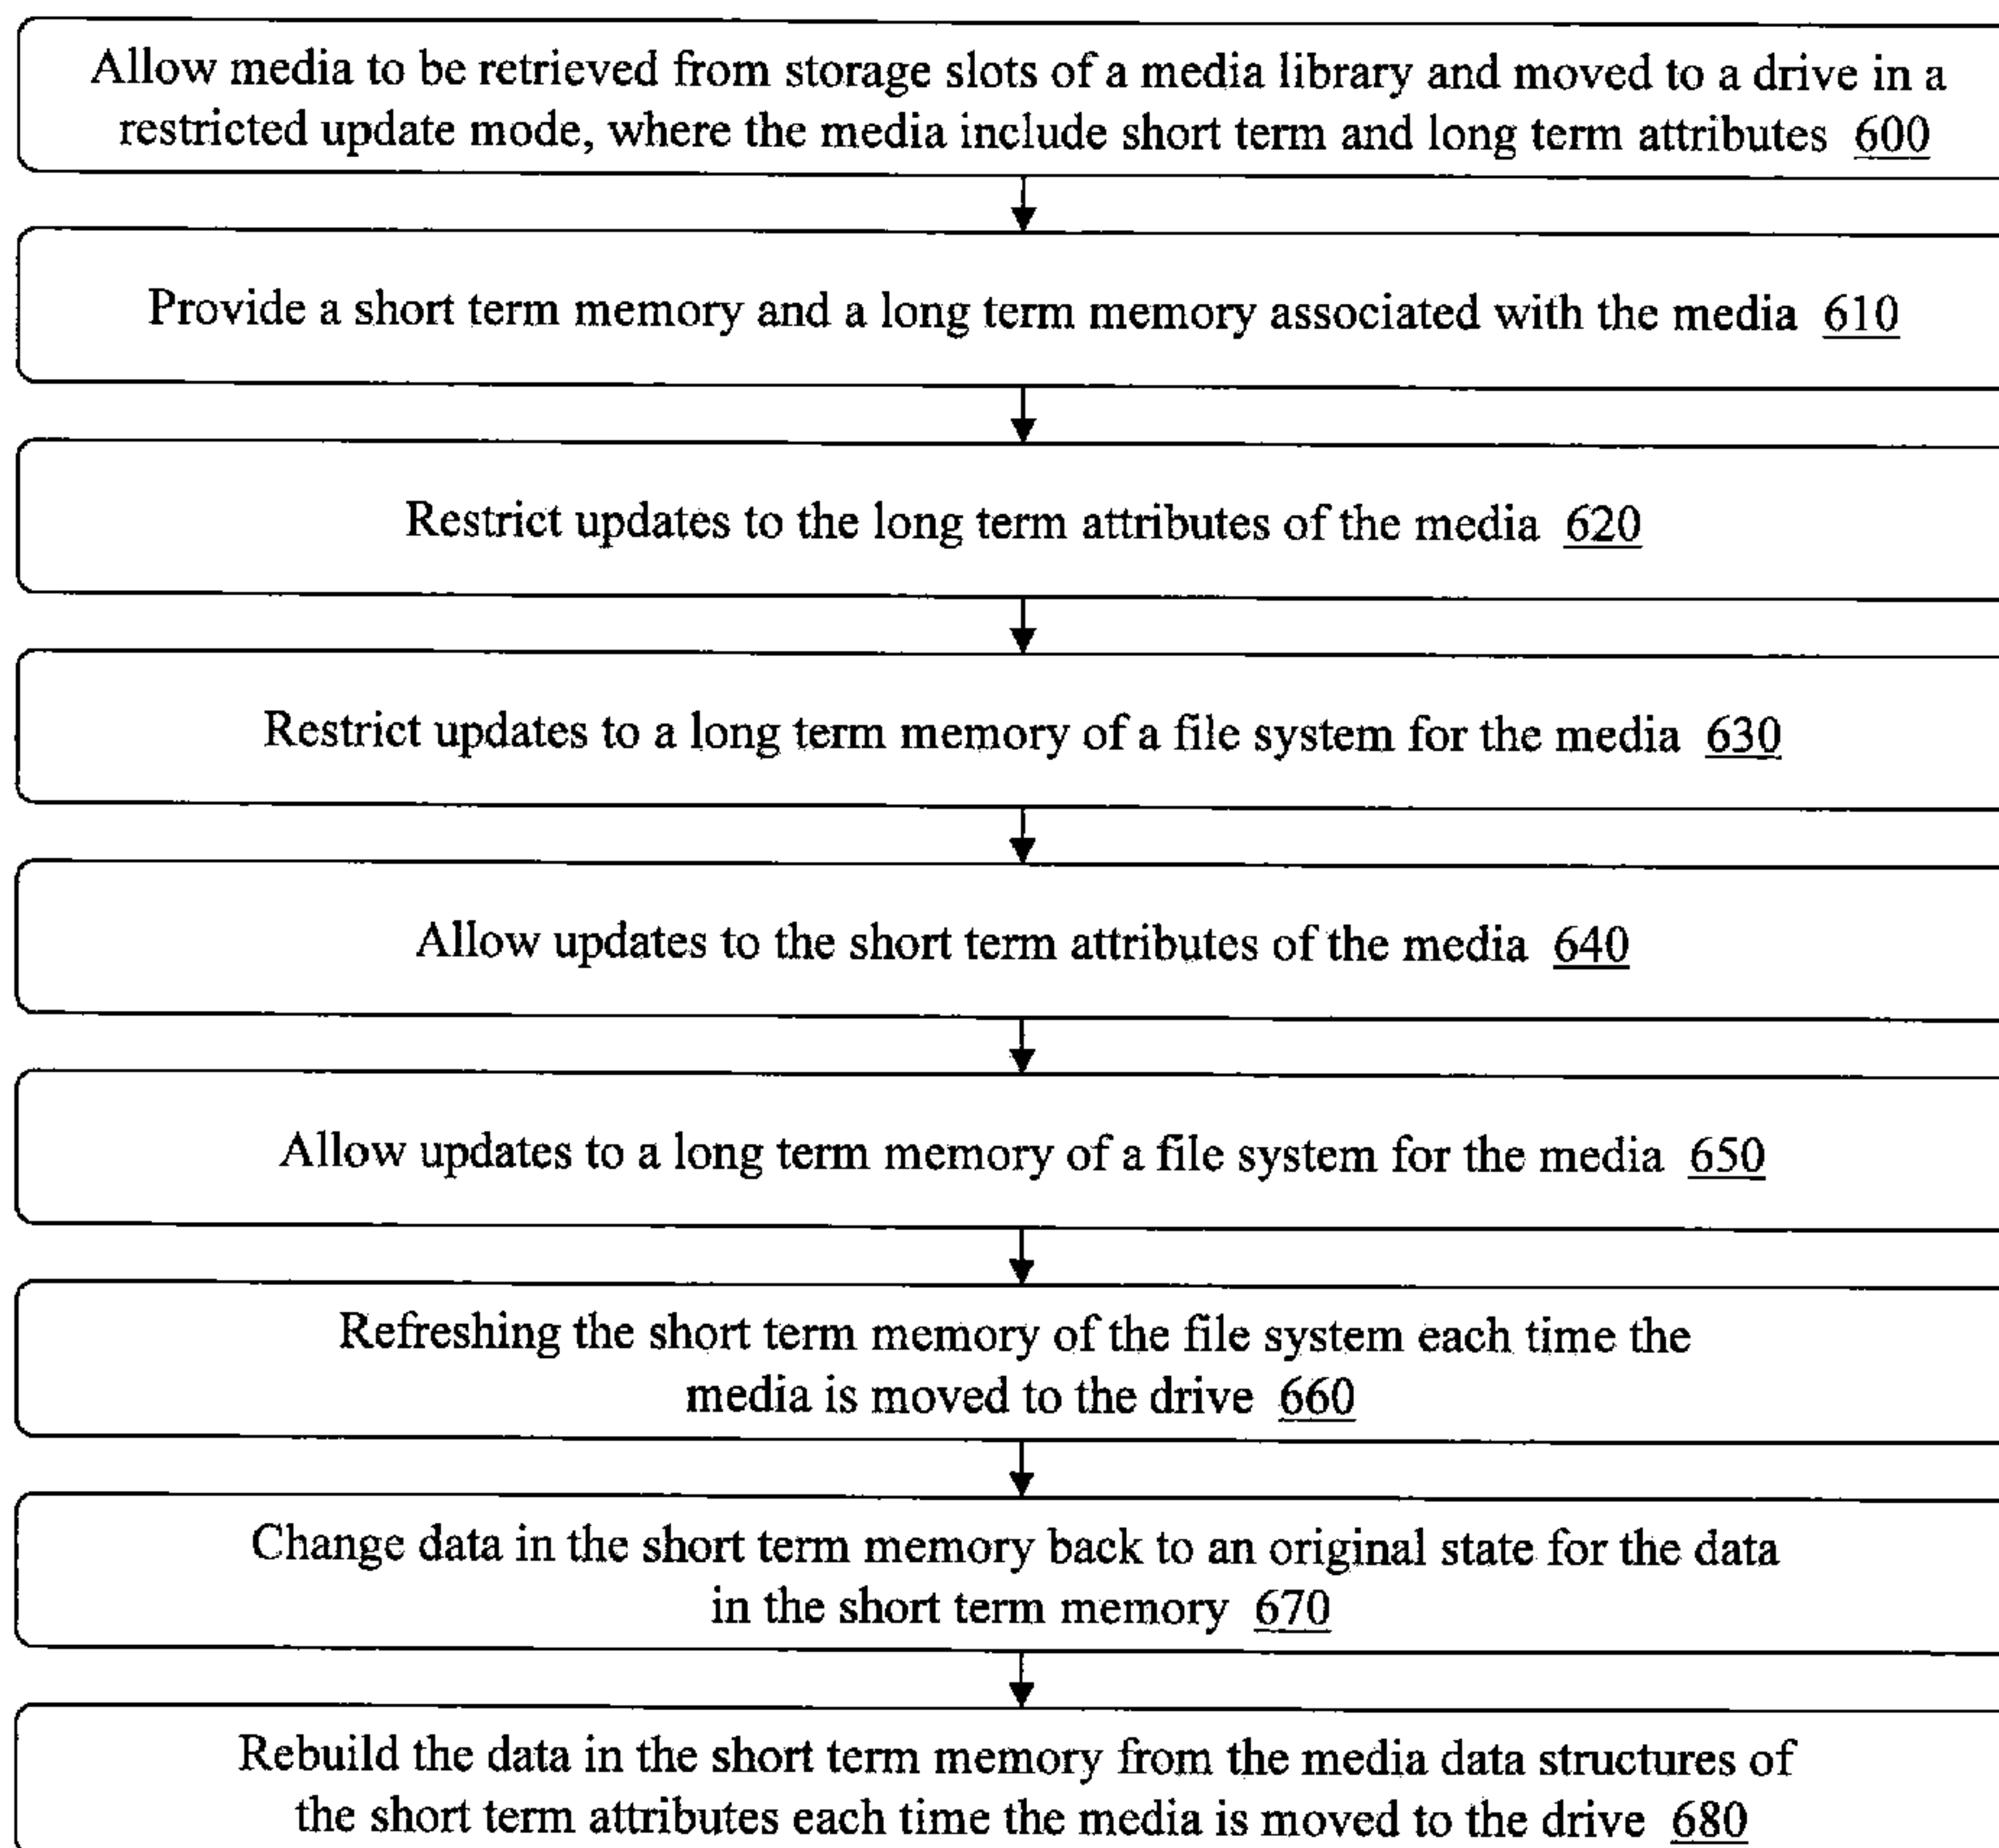 Allow media to be retrieved from storage slots of a media library and moved to a drive in a
restricted update mode, where the media include short term and long term attributes 600
Provide a short term memory and a long term memory associated with the media 610
Restrict updates to the long term attributes of the media 620
Restrict updates to a long term memory of a file system for the media 630
Allow updates to the short term attributes of the media 640
Allow updates to a long term memory of a file system for the media 650
Refreshing the short term memory of the file system each time the
media is moved to the drive 660
Change data in the short term memory back to an original state for the data
in the short term memory 670
Rebuild the data in the short term memory from the media data structures of
the short term attributes each time the media is moved to the drive 680